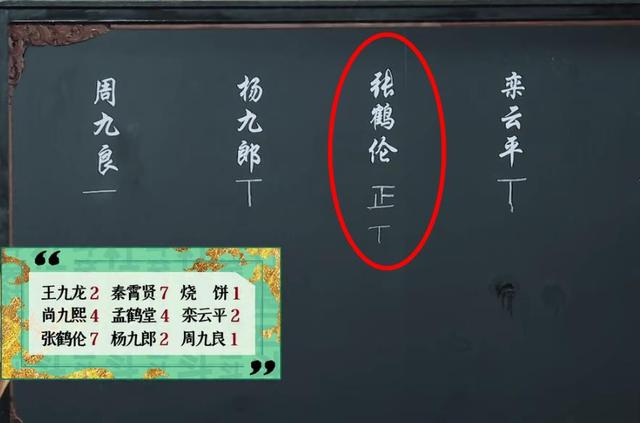 周九良
一
杨九郎
丅
张鹤伦
正
丅
栾云平
丅
王九龙 2 秦霄贤 7 烧饼 1
尚九熙 4 孟鹤堂 4 栾云平 2
张鹤伦 7 杨九郎 2 周九良 1